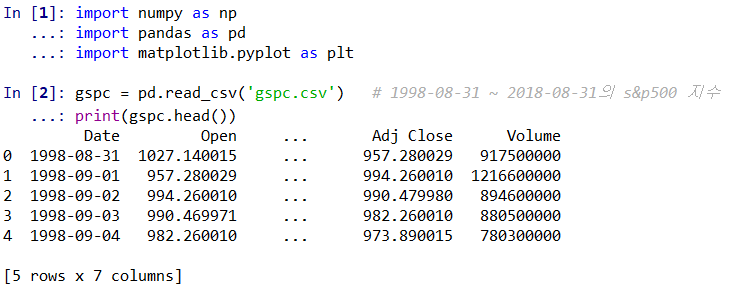 In [1]: import numpy as np
   ...: import pandas as pd
   ...: import matplotlib.pyplot as plt
In [2]: gspc = pd.read_csv('gspc.csv')   # 1998-08-31 ~ 2018-08-31의 s&p500 지수
   ...: print(gspc.head())
         Date         Open     ...       Adj Close      Volume
0  1998-08-31  1027.140015     ...      957.280029   917500000
1  1998-09-01   957.280029     ...      994.260010  1216600000
2  1998-09-02   994.260010     ...      990.479980   894600000
3  1998-09-03   990.469971     ...      982.260010   880500000
4  1998-09-04   982.260010     ...      973.890015   780300000
[5 rows x 7 columns]